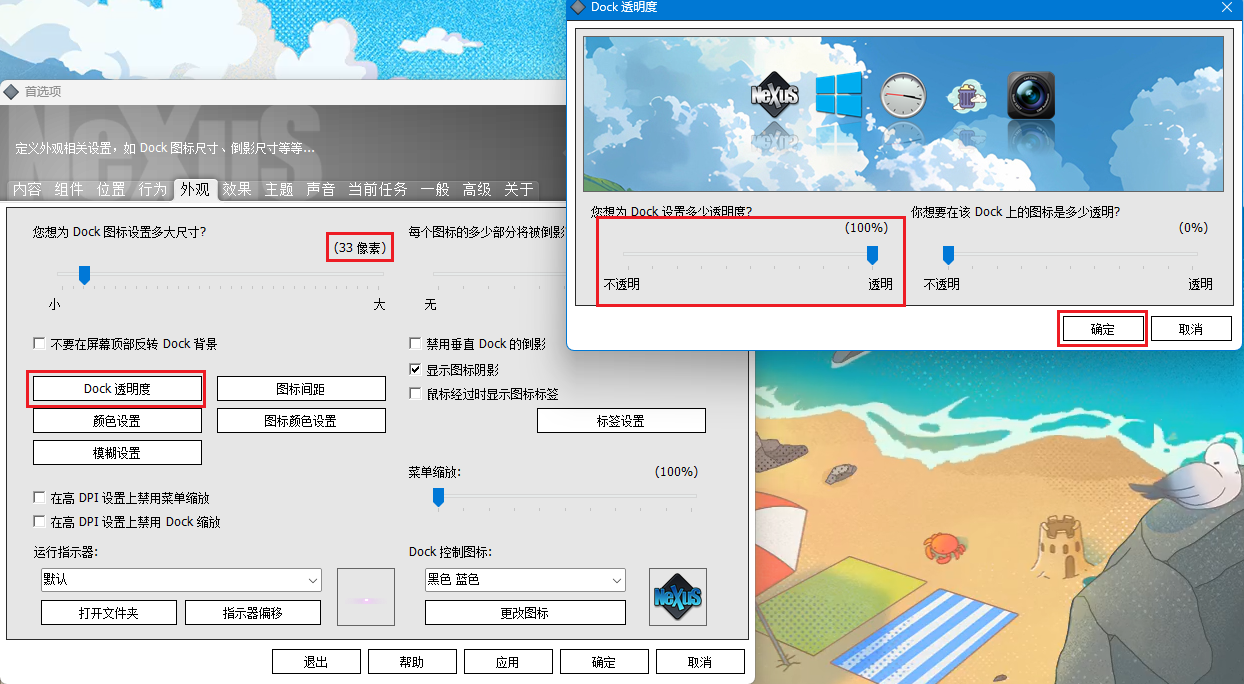 Dock 透明度
NeXuS
您想为 Dock 设置多少透明度?
(100%)
不透明
透明
你想要在该 Dock 上的图标是多少透明?
(0%)
不透明
透明
确定
取消
首选项
NeXuS
定义外观相关设置，如 Dock 图标尺寸、倒影尺寸等等...
内容 组件 位置 行为 外观 效果 主题 声音 当前任务 一般 高级 关于
您想为 Dock 图标设置多大尺寸?
(33 像素)
小
大
每个图标的多少部分将被倒影
无
不要在屏幕顶部反转 Dock 背景
禁用垂直 Dock 的倒影
显示图标阴影
鼠标经过时显示图标标签
Dock 透明度
图标间距
颜色设置
图标颜色设置
标签设置
模糊设置
菜单缩放:
(100%)
在高 DPI 设置上禁用菜单缩放
在高 DPI 设置上禁用 Dock 缩放
运行指示器:
默认
打开文件夹
指示器偏移
Dock 控制图标:
黑色 蓝色
更改图标
NeXuS
退出
帮助
应用
确定
取消